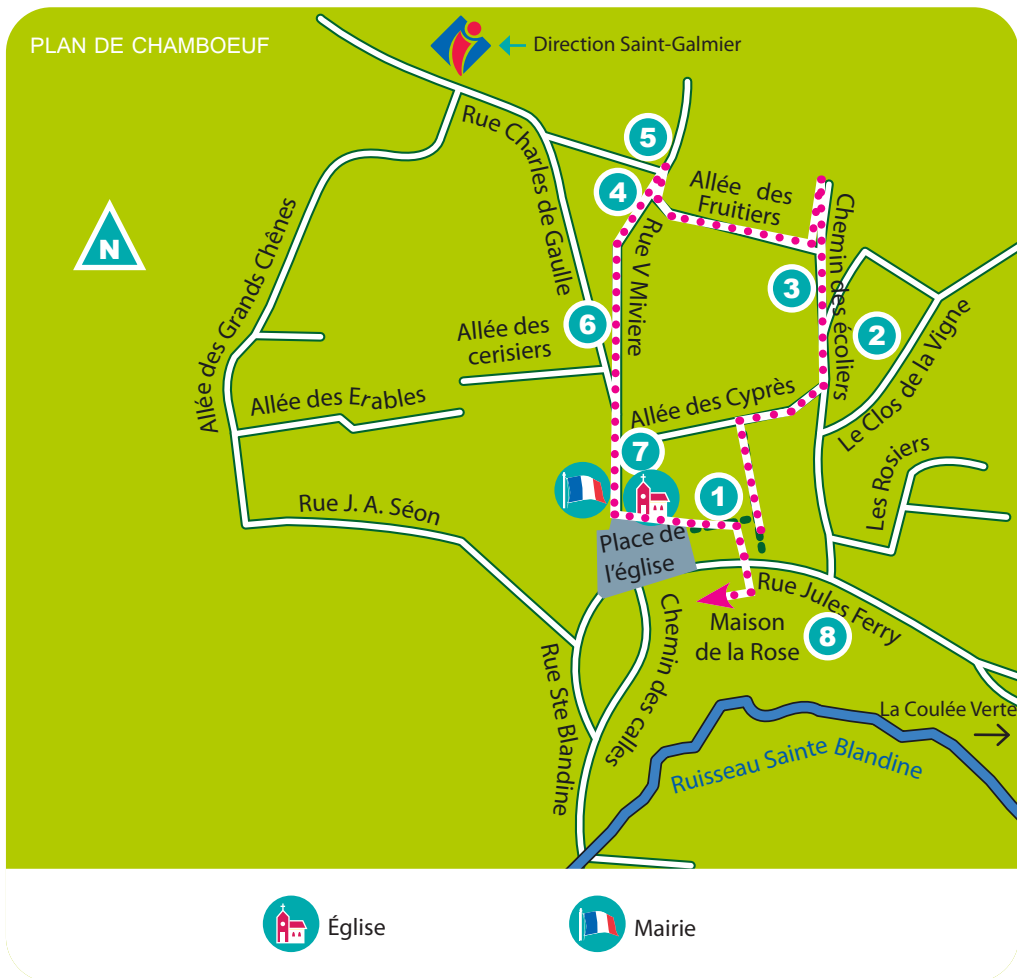 PLAN DE CHAMBOEUF
Direction Saint-Galmier
Rue Charles de Gaulle
5
4
Allée des
Fruitiers
Chemin des écoliers
N
Allée des Grands Chênes
Rue V Miviere
3
6
2
Allée des
cerisiers
Le Clos de la Vigne
Allée des Erables
Allée des Cyprès
7
Les Rosiers
1
Rue J. A. Séon
Place de
l'église
Rue Jules Ferry
Maison
de la Rose
8
Chemin des calles
Rue Ste Blandine
La Coulée Verte
Ruisseau Sainte Blandine
Église
Mairie